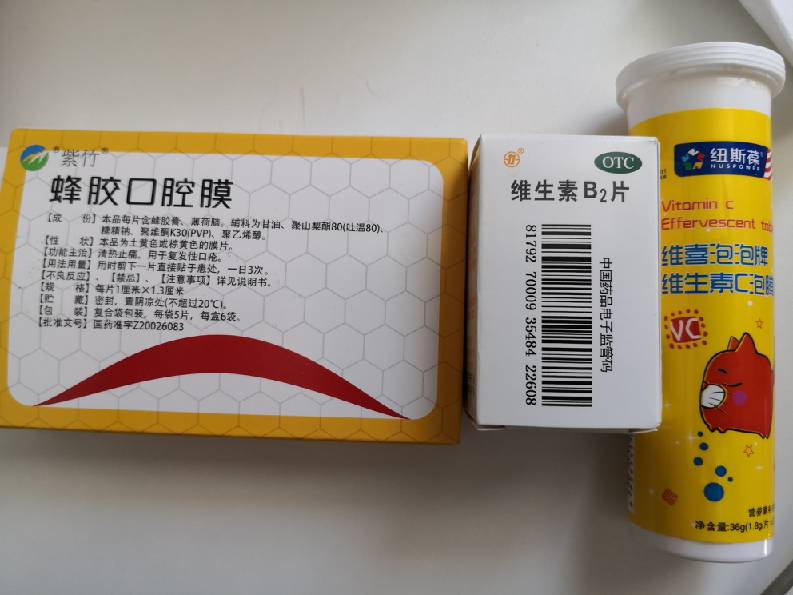 紫竹®
蜂胶口腔膜
【成　份】本品每片含蜂胶膏、薄荷脑。辅料为甘油、聚山梨酯80(吐温80)、
糖精钠、聚维酮K30(PVP)、聚乙烯醇。
【性　状】本品为土黄色或棕黄色的膜片。
【功能主治】清热止痛。用于复发性口疮。
【用法用量】用时剪下一片直接贴于患处，一日3次。
【不良反应】、【禁忌】、【注意事项】详见说明书。
【规　格】每片1厘米×1.3厘米
【贮　藏】密封，置阴凉处(不超过20℃)。
【包　装】复合袋包装，每袋5片，每盒6袋。
【批准文号】国药准字Z20026083
OTC
维生素B₂片
81792 70009 35484 22608
中国药品电子监管码
纽斯葆®
NUSPOWER
Vitamin c
Effervescent
维喜泡泡牌
维生素C泡腾
VC
净含量:36g(1.8g/片